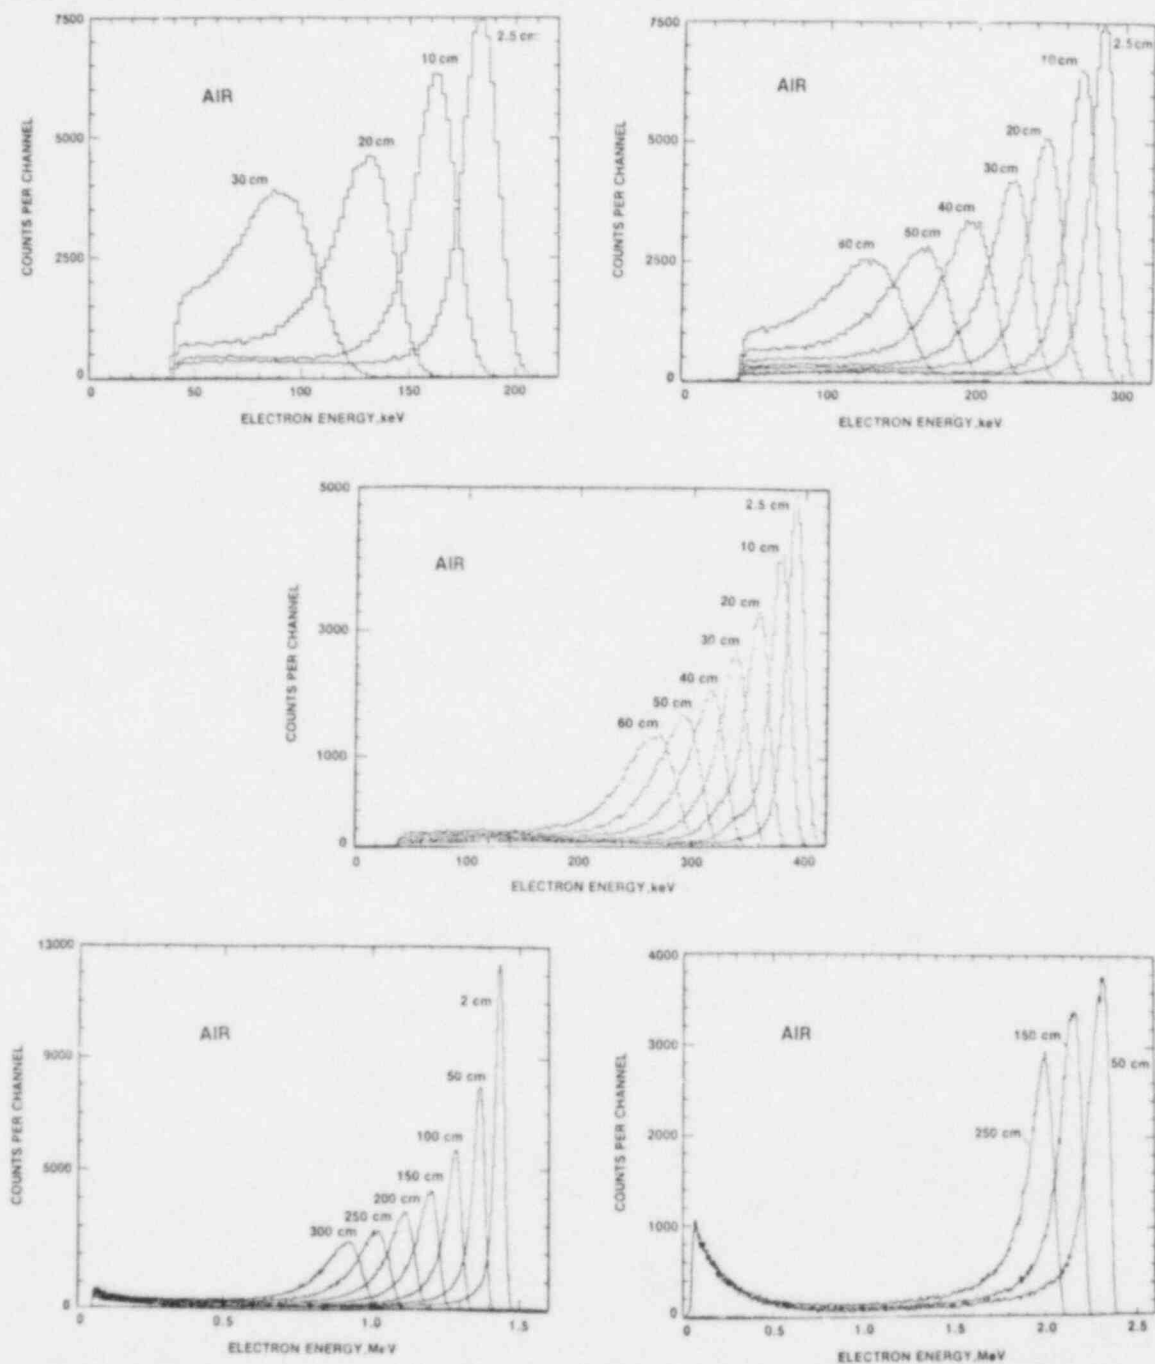 7500
5000
2500
0
COUNTS PER CHANNEL
AIR
30 cm
20 cm
10 cm
2.5 cm
0 50 100 150 200
ELECTRON ENERGY, keV
7500
5000
2500
0
COUNTS PER CHANNEL
AIR
60 cm
50 cm
40 cm
30 cm
20 cm
10 cm
2.5 cm
0 100 200 300
ELECTRON ENERGY, keV
5000
3000
1000
0
COUNTS PER CHANNEL
AIR
60 cm
50 cm
40 cm
30 cm
20 cm
10 cm
2.5 cm
0 100 200 300 400
ELECTRON ENERGY, keV
13000
9000
5000
0
COUNTS PER CHANNEL
AIR
300 cm
250 cm
200 cm
150 cm
100 cm
50 cm
2 cm
0 0.5 1.0 1.5
ELECTRON ENERGY, MeV
4000
3000
2000
1000
0
COUNTS PER CHANNEL
AIR
250 cm
150 cm
50 cm
0 0.5 1.0 1.5 2.0 2.5
ELECTRON ENERGY, MeV